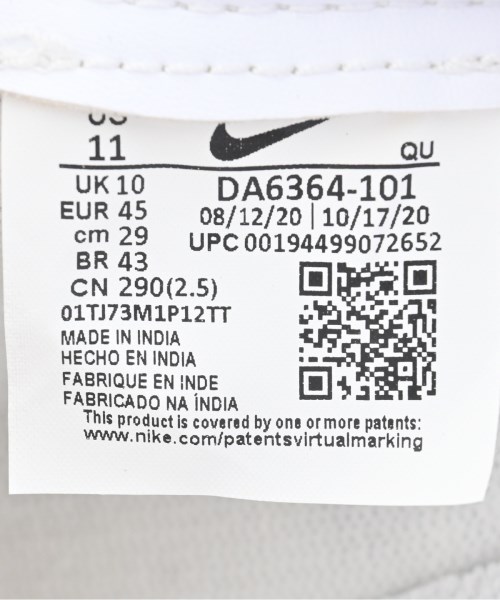 US
11
QU
UK 10
EUR 45
cm 29
BR 43
CN 290(2.5)
DA6364-101
08/12/20 | 10/17/20
UPC 00194499072652
01TJ73M1P12TT
MADE IN INDIA
HECHO EN INDIA
FABRIQUE EN INDE
FABRICADO NA ÍNDIA
This product is covered by one or more patents:
www.nike.com/patentsvirtualmarking